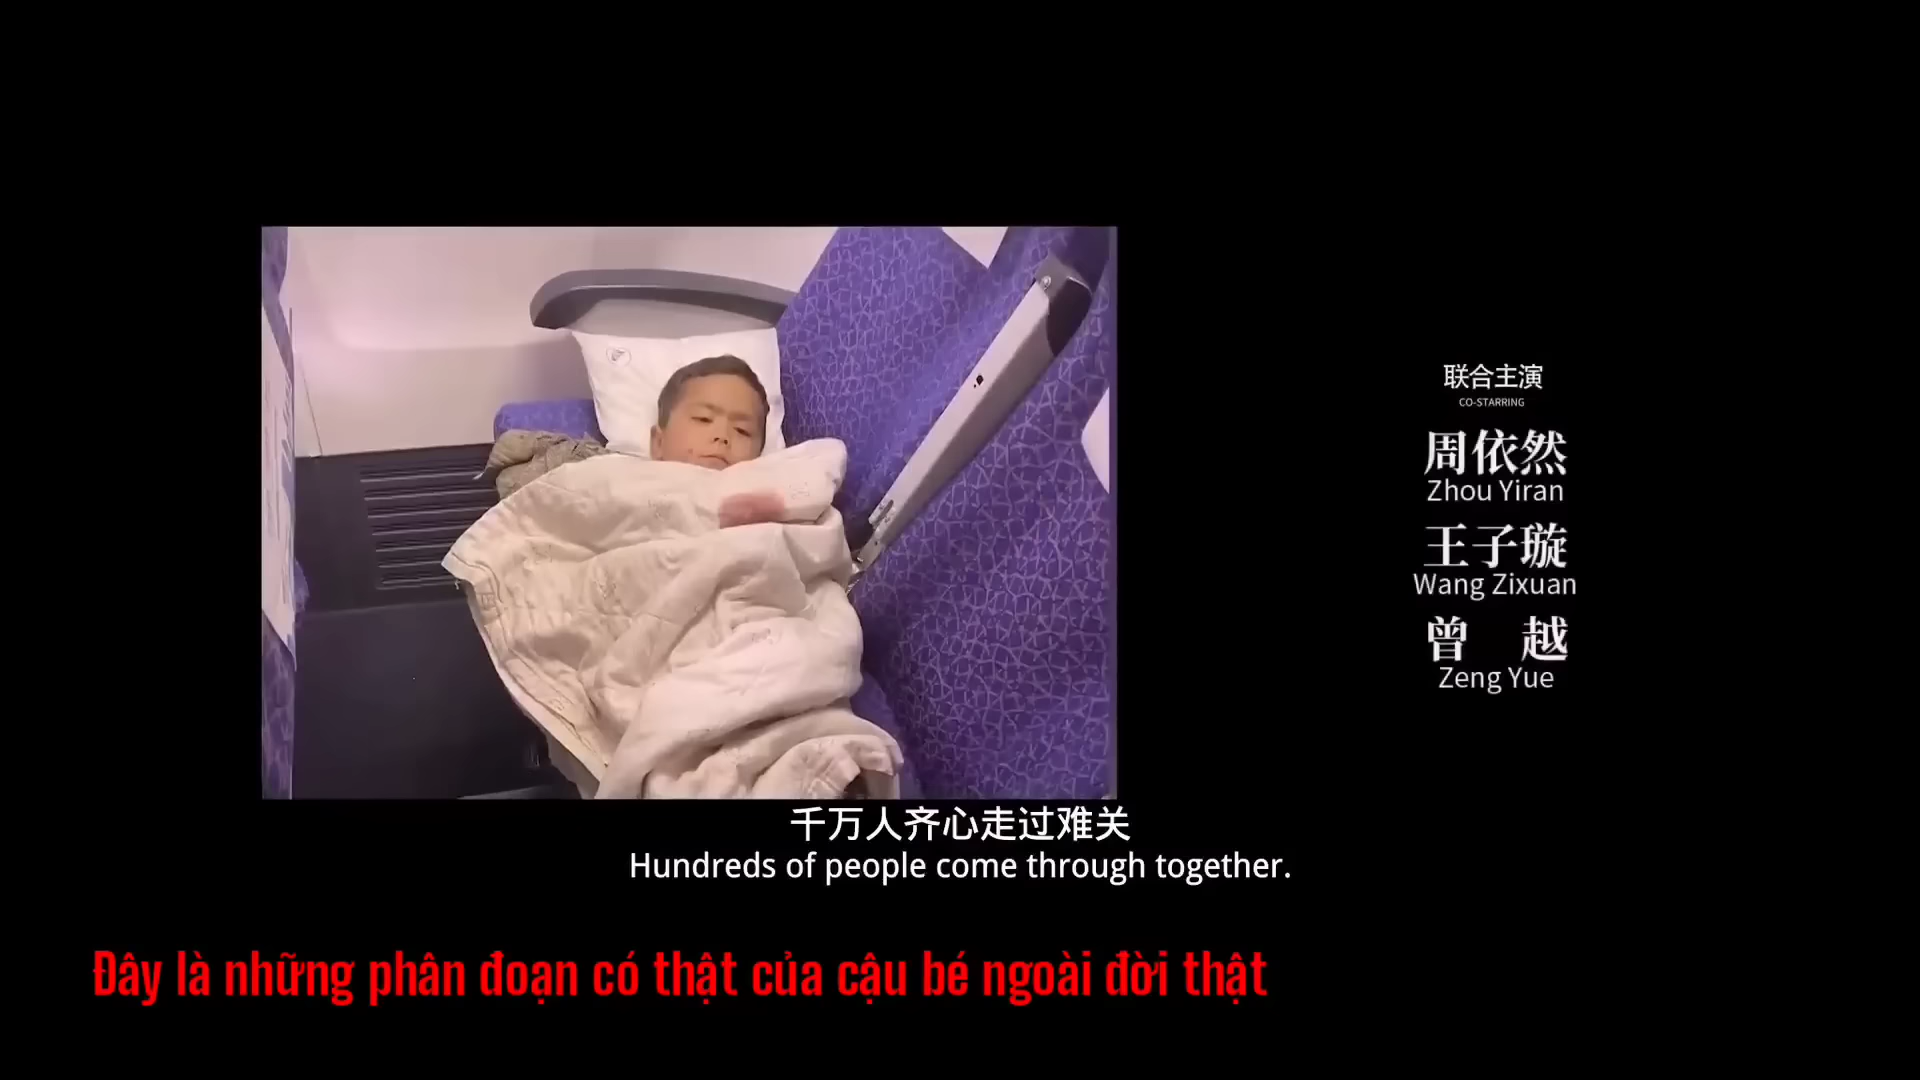 联合主演
CO-STARRING
周依然
Zhou Yiran
王子璇
Wang Zixuan
曾 越
Zeng Yue
千万人齐心走过难关
Hundreds of people come through together.
Đây là những phân đoạn có thật của cậu bé ngoài đời thật